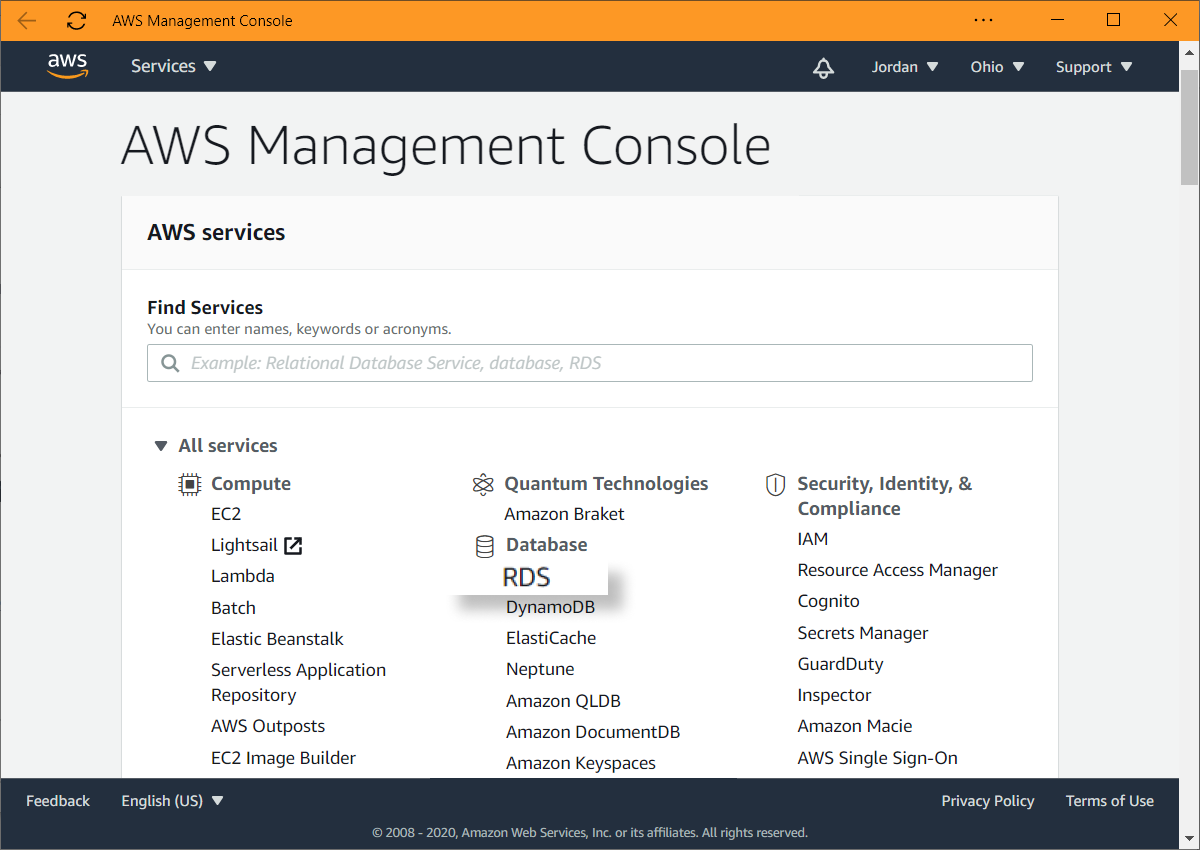 AWS Management Console
aws
Services
Jordan
Ohio
Support
AWS Management Console
AWS services
Find Services
You can enter names, keywords or acronyms.
Example: Relational Database Service, database, RDS
All services
Compute
EC2
Lightsail
Lambda
Batch
Elastic Beanstalk
Serverless Application
Repository
AWS Outposts
EC2 Image Builder
Quantum Technologies
Amazon Braket
Database
RDS
DynamoDB
ElastiCache
Neptune
Amazon QLDB
Amazon DocumentDB
Amazon Keyspaces
Security, Identity, &
Compliance
IAM
Resource Access Manager
Cognito
Secrets Manager
GuardDuty
Inspector
Amazon Macie
AWS Single Sign-On
Feedback
English (US)
Privacy Policy
Terms of Use
© 2008 - 2020, Amazon Web Services, Inc. or its affiliates. All rights reserved.